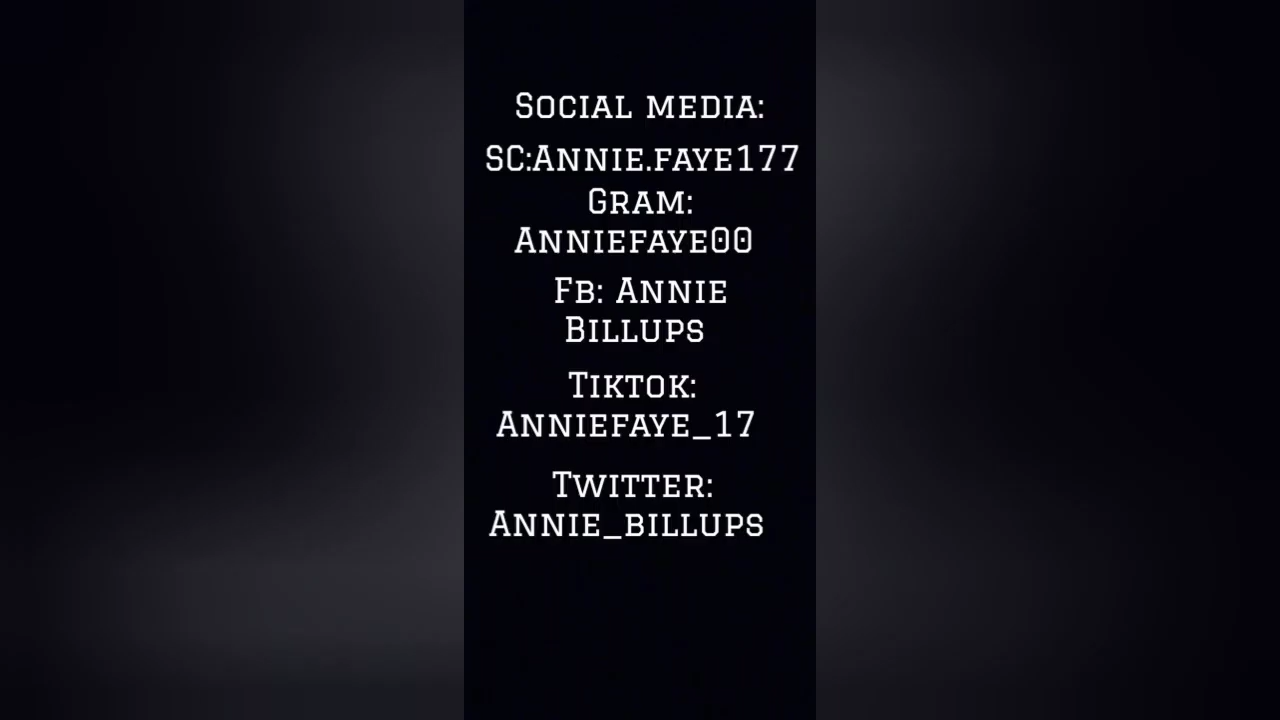 Social media:
SC:Annie.faye177
Gram:
Anniefaye00
Fb: Annie
Billups
Tiktok:
Anniefaye_17
Twitter:
Annie_billups